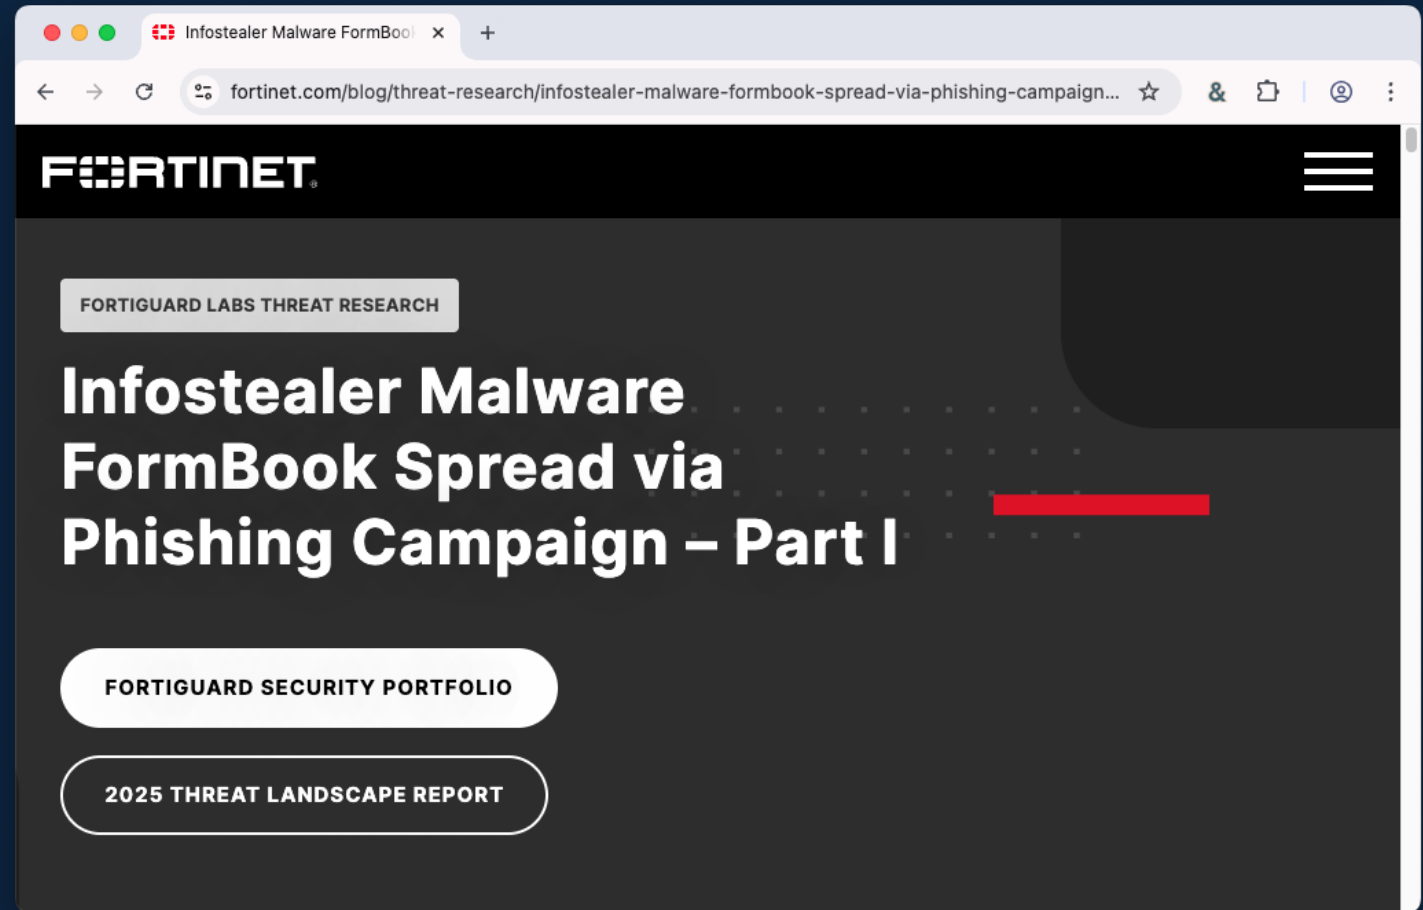 Infostealer Malware FormBoo
fortinet.com/blog/threat-research/infostealer-malware-formbook-spread-via-phishing-campaign...
&
FORTINET®
FORTIGUARD LABS THREAT RESEARCH
Infostealer Malware
FormBook Spread via
Phishing Campaign – Part I
FORTIGUARD SECURITY PORTFOLIO
2025 THREAT LANDSCAPE REPORT